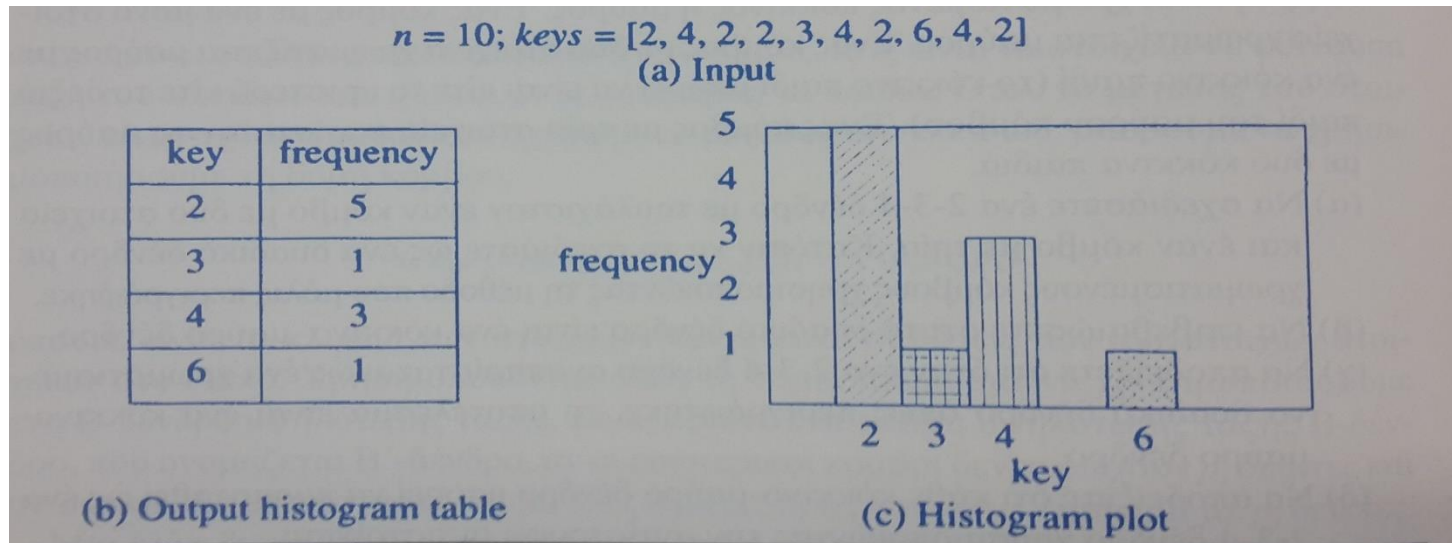 n = 10; keys = [2, 4, 2, 2, 3, 4, 2, 6, 4, 2]
(a) Input
key frequency
2 5
3 1
4 3
6 1
(b) Output histogram table
5
4
3
frequency
2
1
2 3 4 6
key
(c) Histogram plot